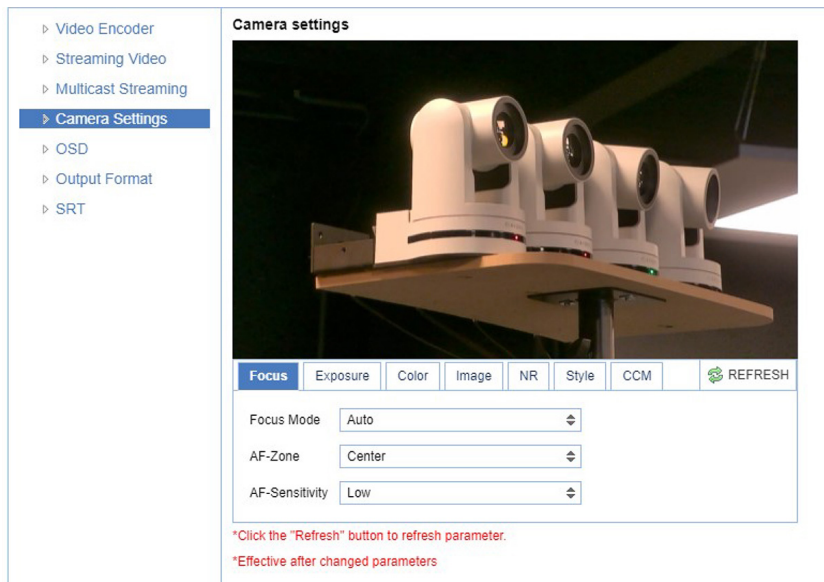 Camera settings
Video Encoder
Streaming Video
Multicast Streaming
Camera Settings
OSD
Output Format
SRT
Focus
Exposure
Color
Image
NR
Style
CCM
REFRESH
Focus Mode Auto
AF-Zone Center
AF-Sensitivity Low
*Click the "Refresh" button to refresh parameter.
*Effective after changed parameters